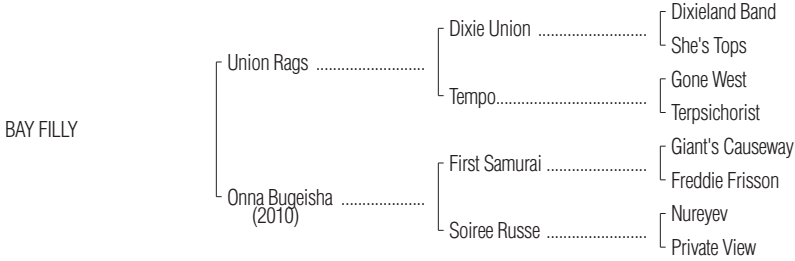 Dixieland Band
Dixie Union ..........................
She's Tops
Union Rags ..........................
Gone West
Tempo....................................
Terpsichorist
BAY FILLY
Giant's Causeway
First Samurai ........................
Freddie Frisson
Onna Bugeisha ....................
(2010)
Nureyev
Soiree Russe ........................
Private View